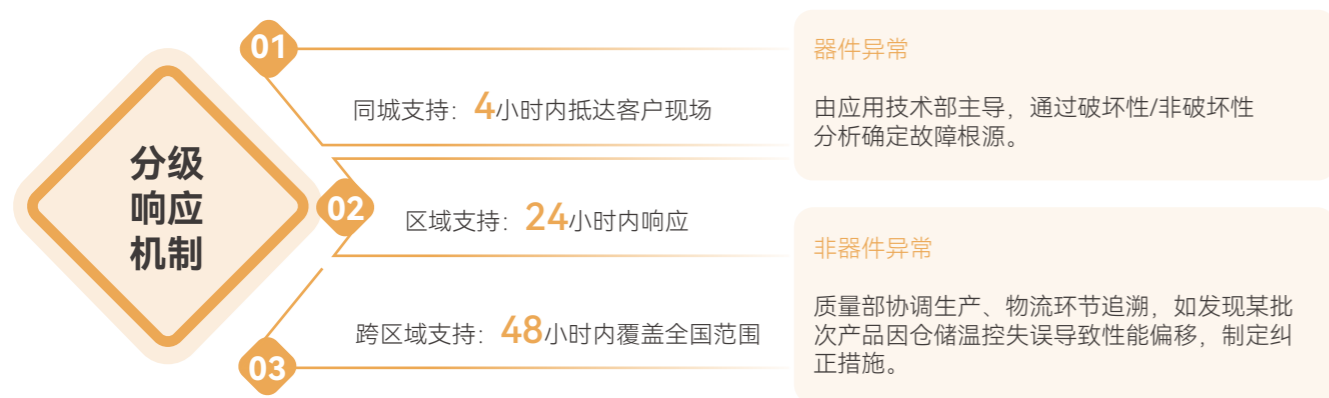 分级
响应
机制
01
同城支持：4小时内抵达客户现场
02
区域支持：24小时内响应
03
跨区域支持：48小时内覆盖全国范围
器件异常
由应用技术部主导，通过破坏性/非破坏性
分析确定故障根源。
非器件异常
质量部协调生产、物流环节追溯，如发现某批
次产品因仓储温控失误导致性能偏移，制定纠
正措施。